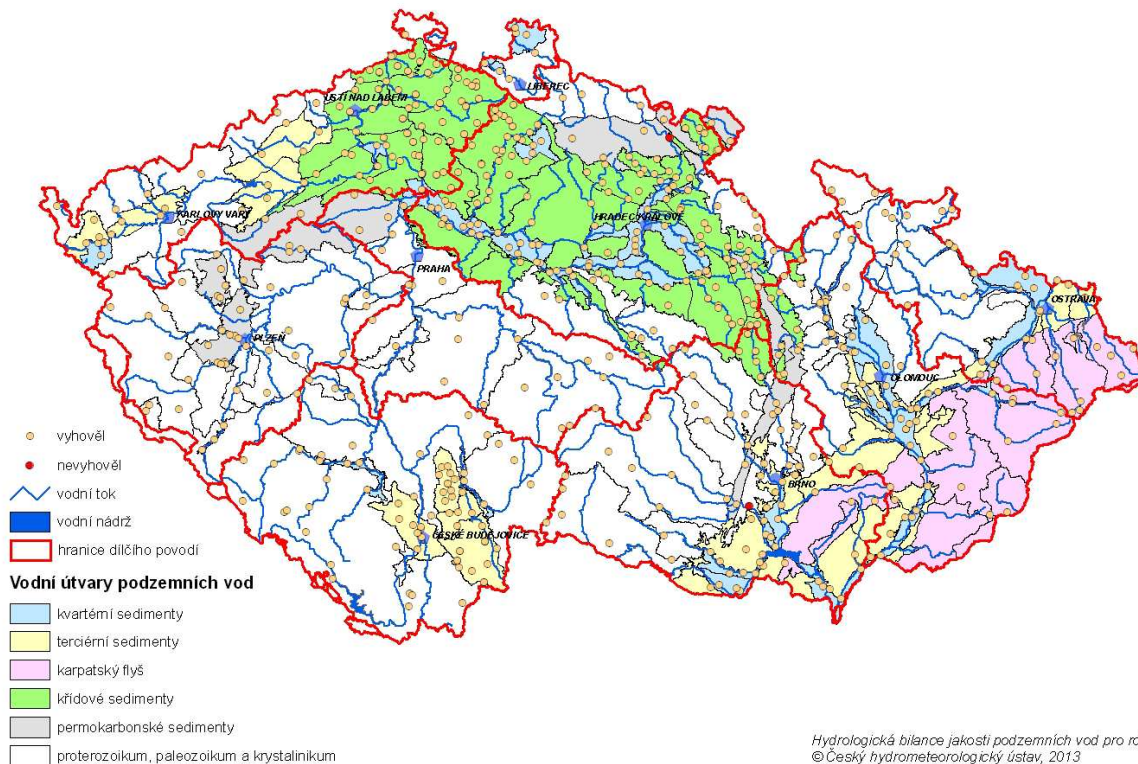 LIBEREC
ÚSTÍ NAD LABEM
KARLOVY VARY
HRADEC KRÁLOVÉ
PRAHA
OSTRAVA
PLZEŇ
OLOMOUC
BRNO
ČESKÉ BUDĚJOVICE
vyhověl
nevyhověl
vodní tok
vodní nádrž
hranice dílčího povodí
Vodní útvary podzemních vod
kvartérní sedimenty
terciérní sedimenty
karpatský flyš
křídové sedimenty
permokarbonské sedimenty
proterozoikum, paleozoikum a krystalinikum
Hydrologická bilance jakosti podzemních vod pro ro
© Český hydrometeorologický ústav, 2013